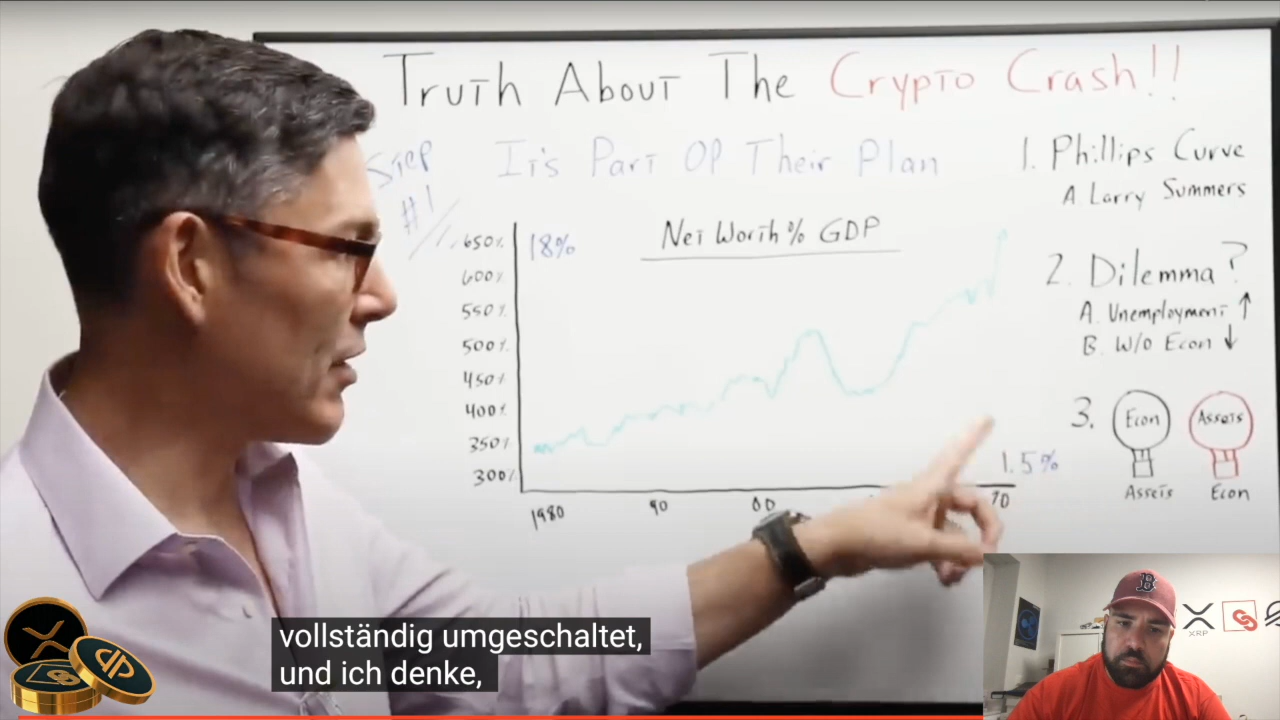 Truth About The Crypto Crash!!
Step #1
It's Part Of Their Plan
Net Worth % GDP
18%
650%
600%
550%
500%
450%
400%
350%
300%
1980
90
00
1.5%
1. Phillips Curve
A. Larry Summers
2. Dilemma?
A. Unemployment ↑
B. W/o Econ ↓
3.
Econ
Assets
Assets
Econ
vollständig umgeschaltet,
und ich denke,
B
XRP